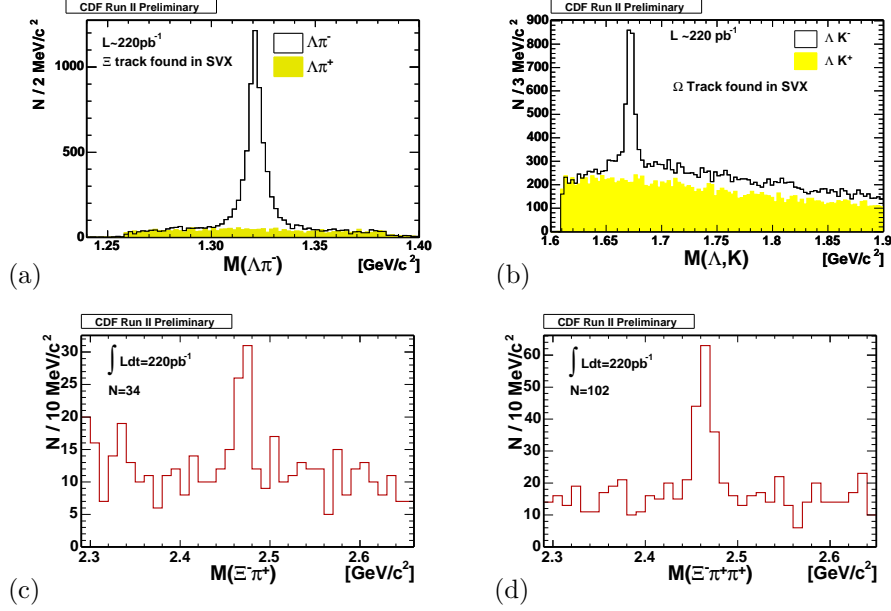 CDF Run II Preliminary
N / 2 MeV/c²
L~220pb⁻¹
Ξ track found in SVX
Λπ⁻
Λπ⁺
1000
500
0
1.25 1.30 1.35 1.40
M(Λπ⁻) [GeV/c²]
(a)
CDF Run II Preliminary
N / 3 MeV/c²
L ~220 pb⁻¹
Λ K⁻
Λ K⁺
Ω Track found in SVX
900
800
700
600
500
400
300
200
100
0
1.6 1.65 1.7 1.75 1.8 1.85 1.9
M(Λ,K) [GeV/c²]
(b)
CDF Run II Preliminary
N / 10 MeV/c²
∫ Ldt=220pb⁻¹
N=34
30
25
20
15
10
5
0
2.3 2.4 2.5 2.6
M(Ξ⁻π⁺) [GeV/c²]
(c)
CDF Run II Preliminary
N / 10 MeV/c²
∫ Ldt=220pb⁻¹
N=102
60
50
40
30
20
10
0
2.3 2.4 2.5 2.6
M(Ξ⁻π⁺π⁺) [GeV/c²]
(d)